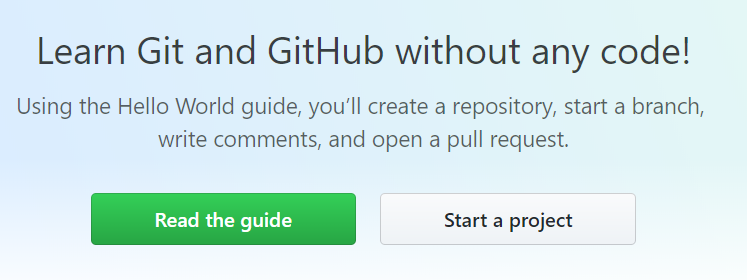 Learn Git and GitHub without any code!
Using the Hello World guide, you’ll create a repository, start a branch,
write comments, and open a pull request.
Read the guide
Start a project